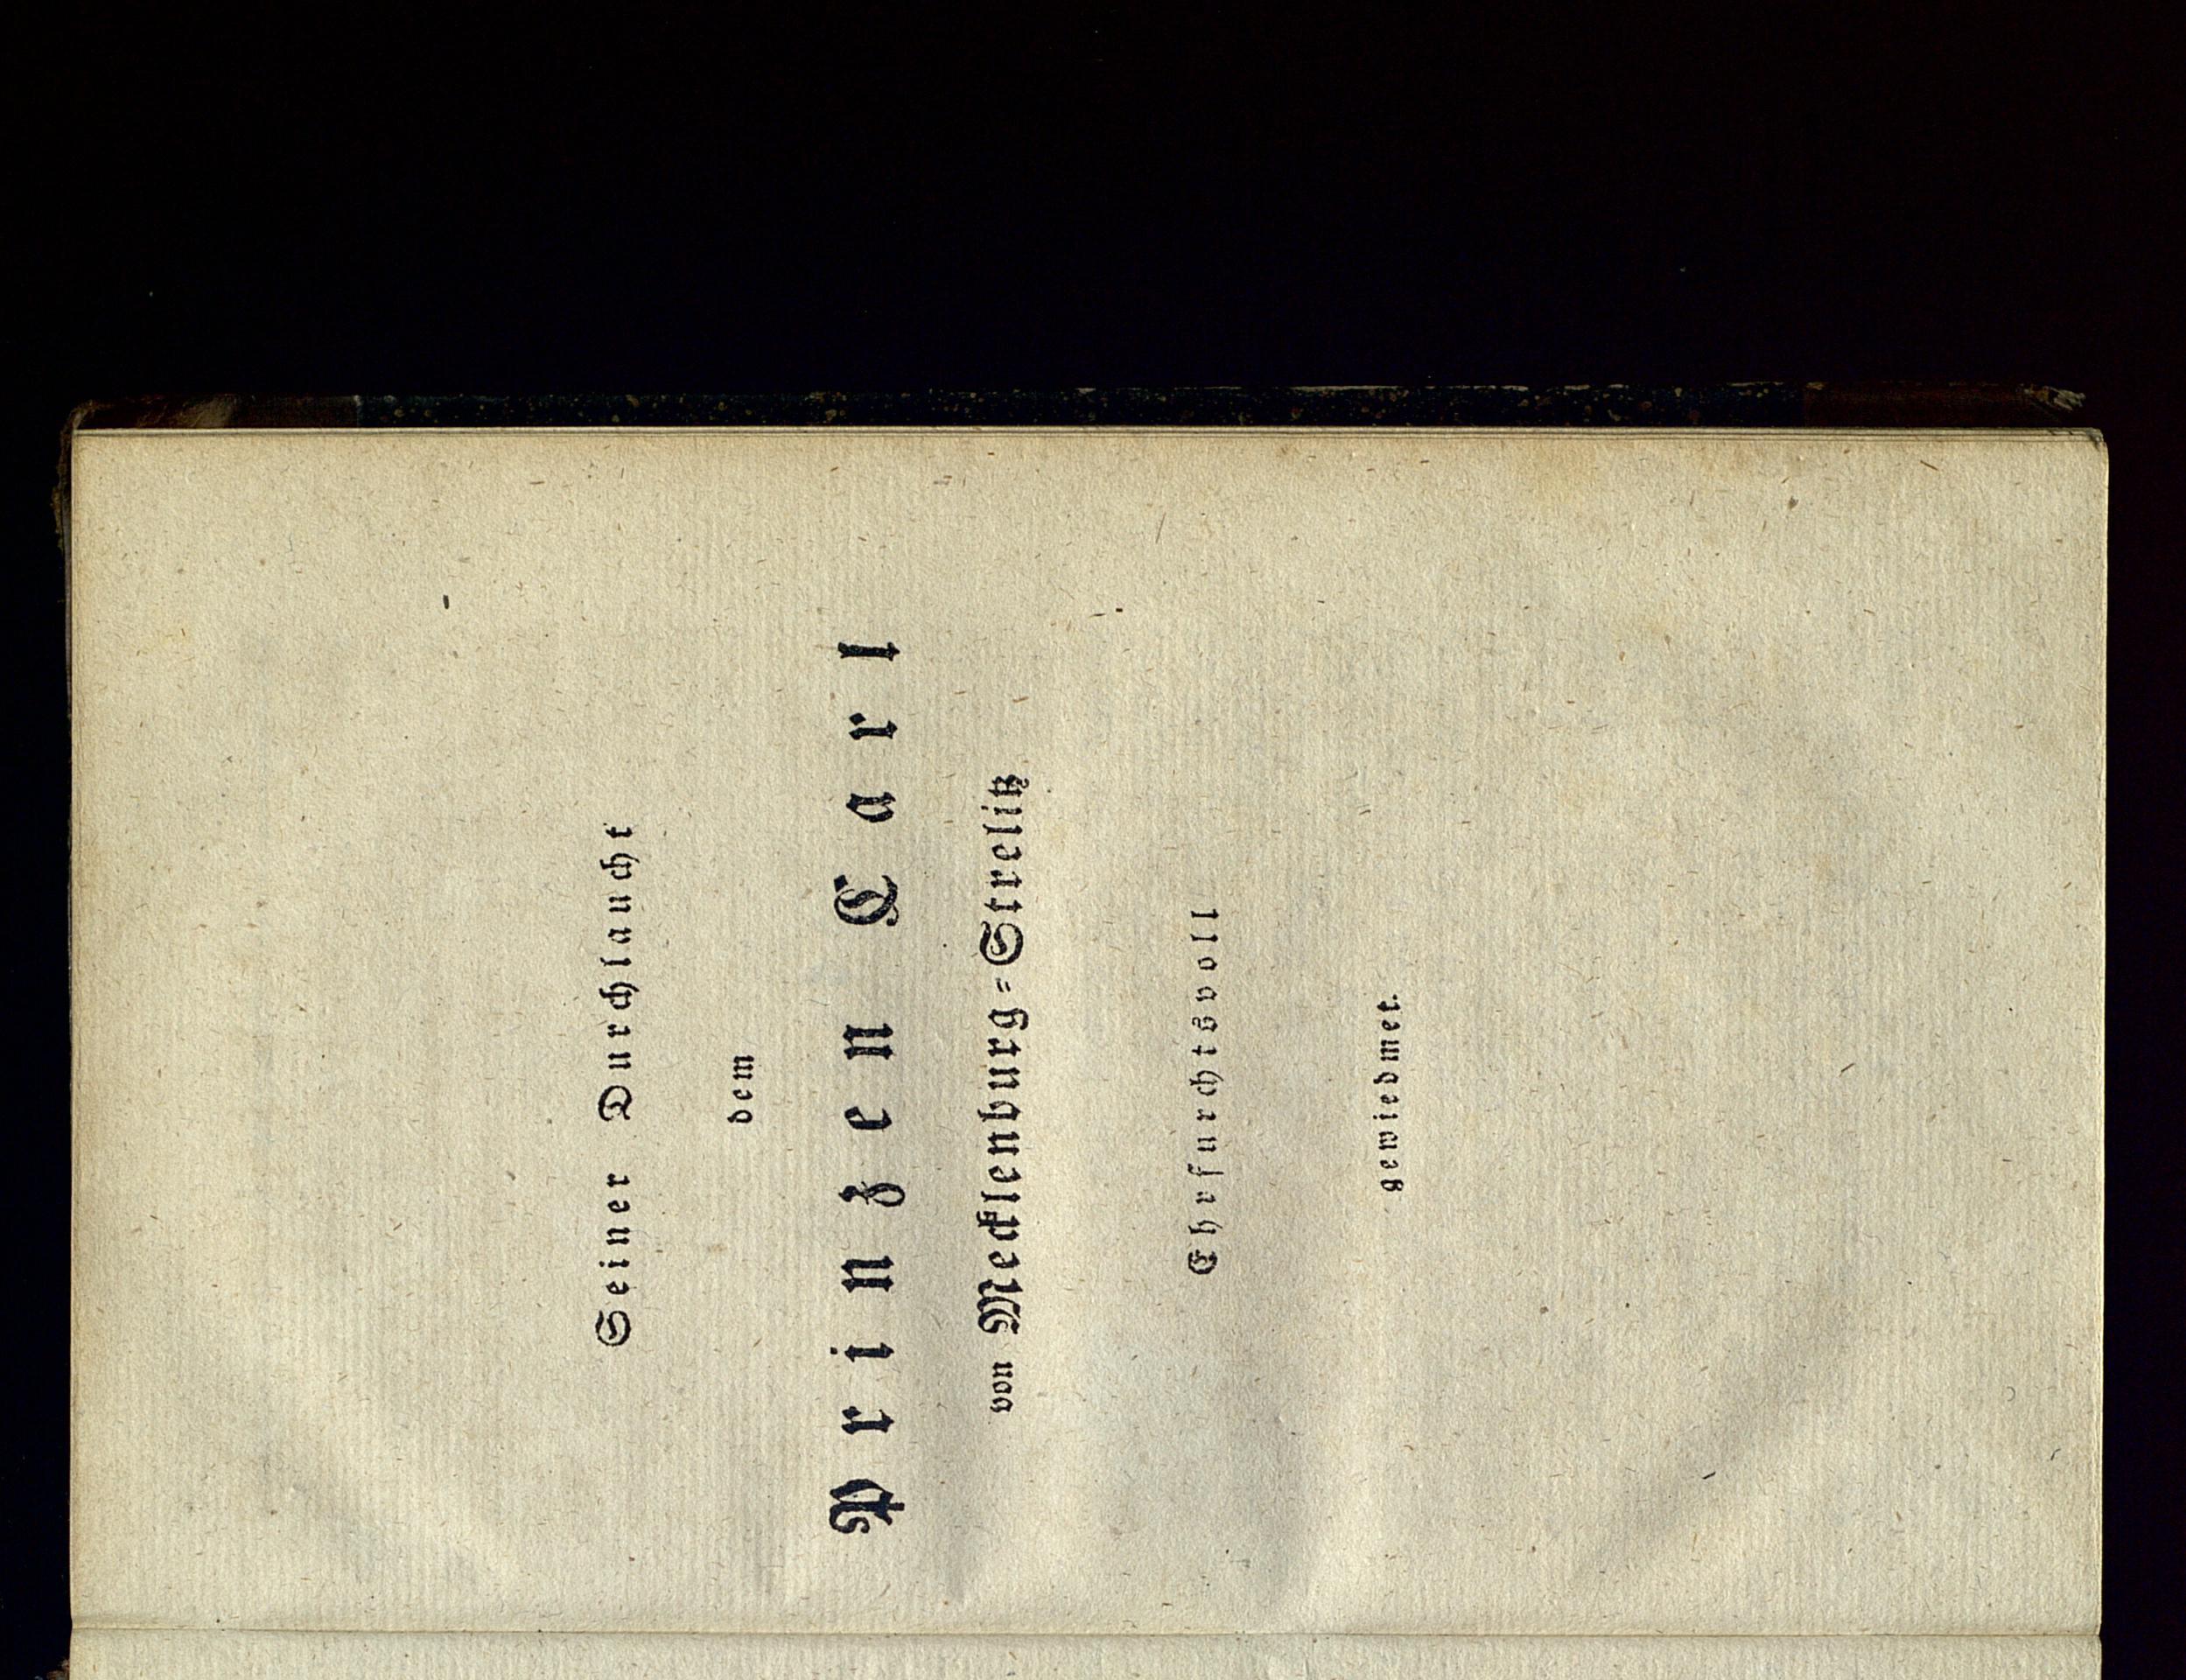 Seiner Durchlaucht
dem
Prinzen Carl
von Mecklenburg-Strelitz
Ehrfurchtsvoll
gewiedmet.